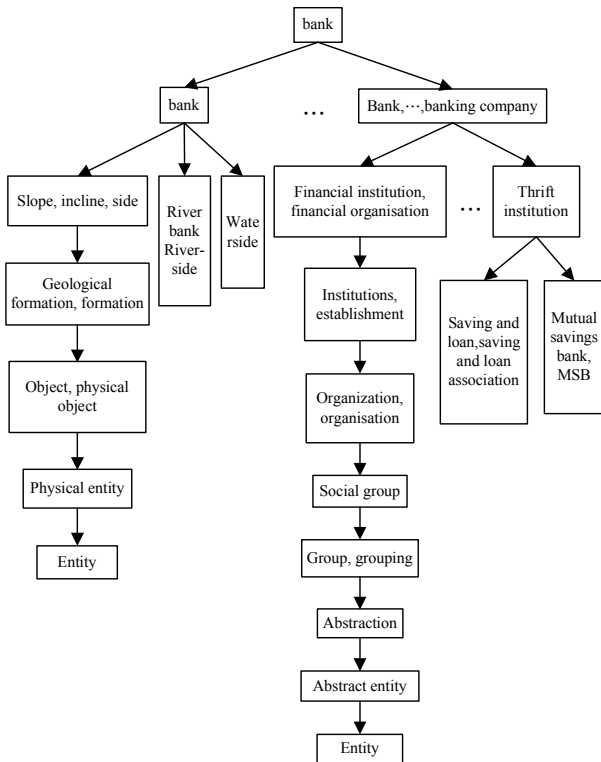 bank
bank
…
Bank,…,banking company
Slope, incline, side
River
bank
River-
side
Wate
rside
Financial institution,
financial organisation
…
Thrift
institution
Geological
formation, formation
Institutions,
establishment
Saving and
loan,saving
and loan
association
Mutual
savings
bank,
MSB
Object, physical
object
Organization,
organisation
Physical entity
Social group
Entity
Group, grouping
Abstraction
Abstract entity
Entity